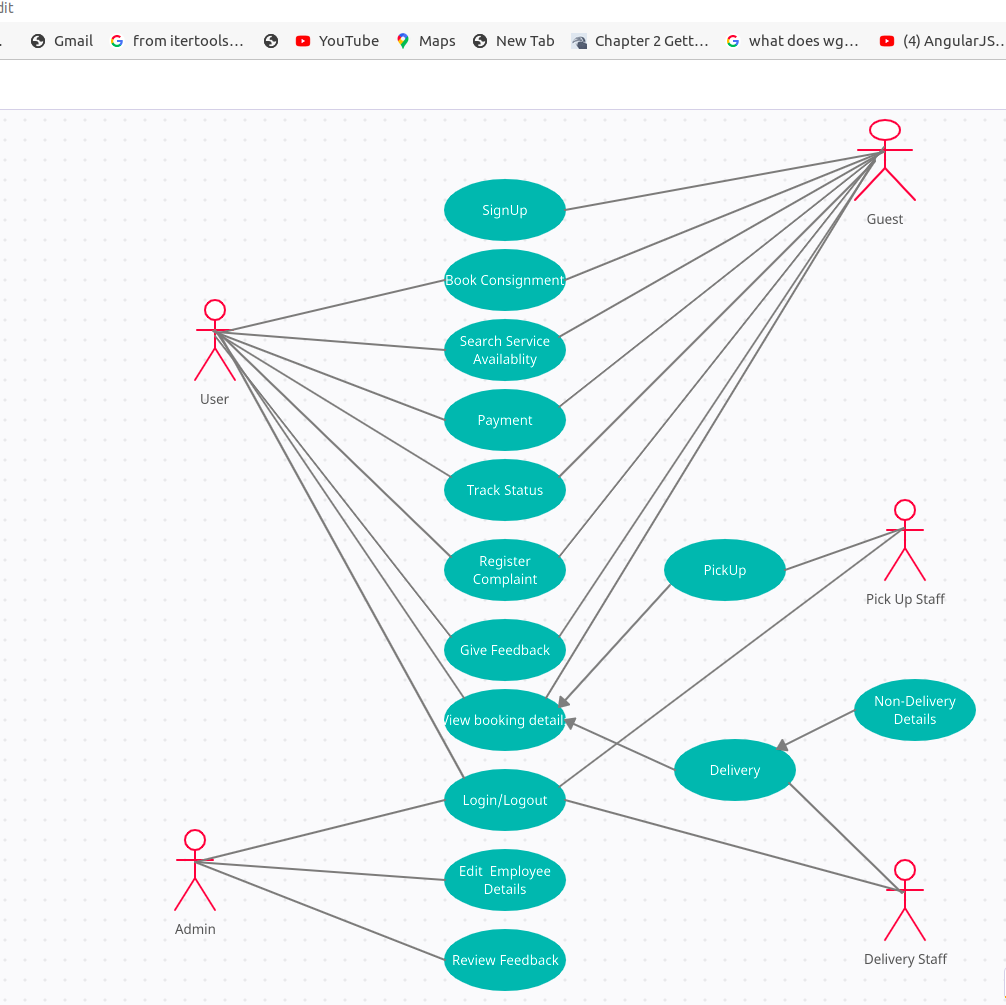 dit
Gmail
from itertools...
YouTube
Maps
New Tab
Chapter 2 Gett...
what does wg...
(4) AngularJS...
Guest
SignUp
Book Consignment
User
Search Service
Availablity
Payment
Track Status
Register
Complaint
PickUp
Pick Up Staff
Give Feedback
View booking detail
Non-Delivery
Details
Delivery
Login/Logout
Admin
Edit Employee
Details
Review Feedback
Delivery Staff